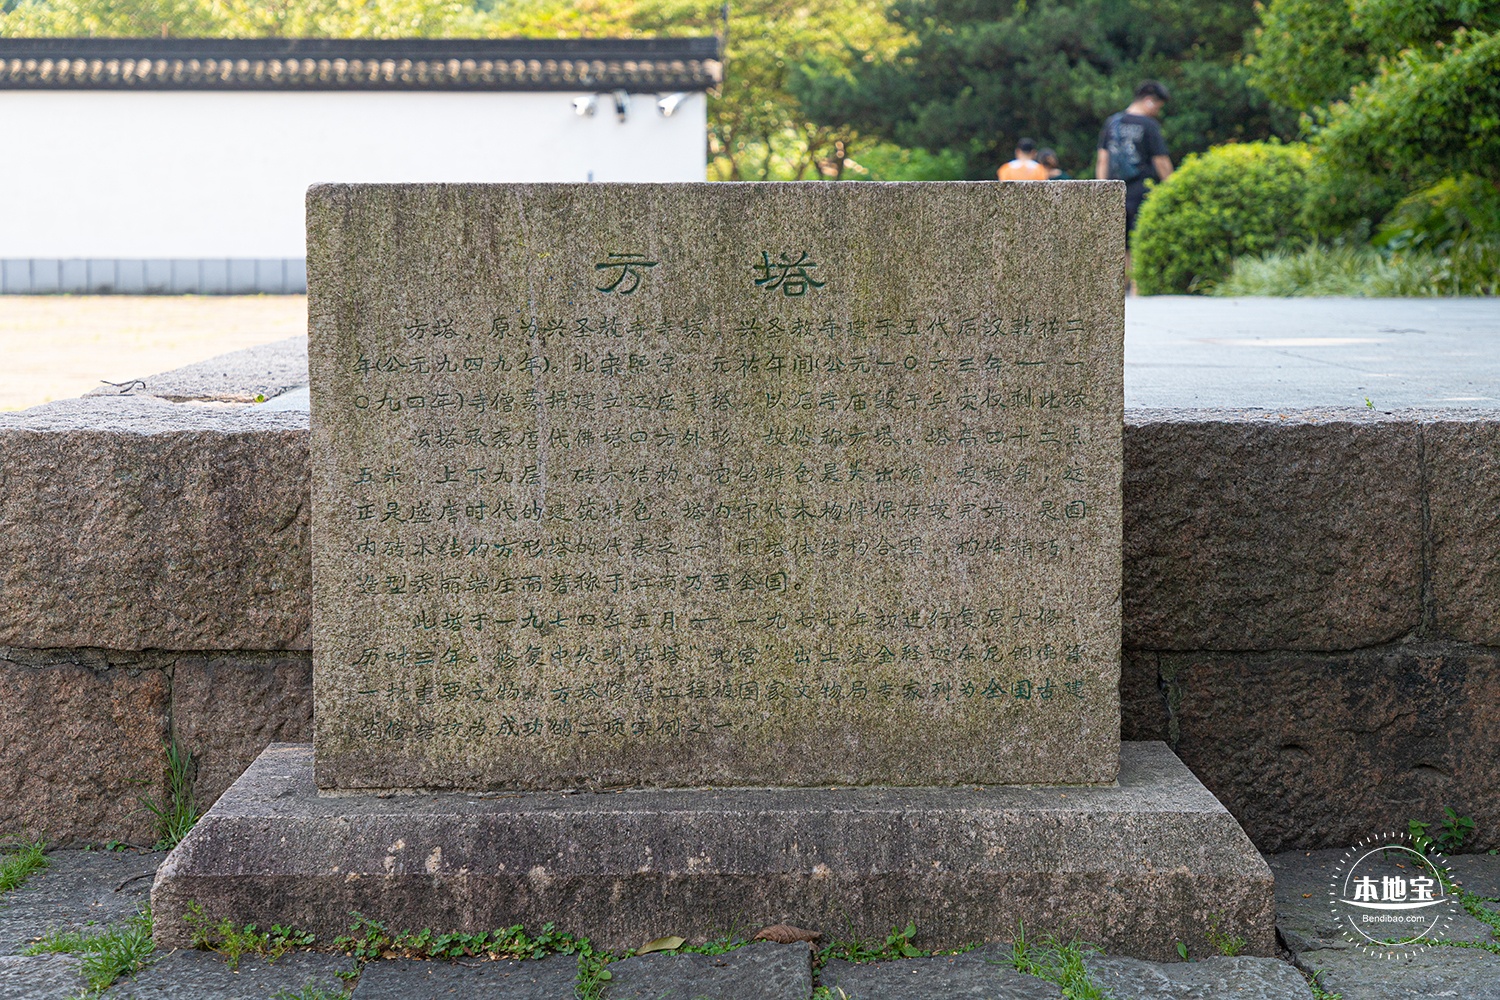 方 塔
方塔，原为兴圣教寺寺塔，兴圣教寺建于五代后汉乾祐二
年(公元九四九年)。北宋熙宁，元祐年间(公元一〇六三年——一
〇九四年)寺僧募捐建立这座寺塔，以后寺庙毁于兵灾仅剩此塔
该塔承袭唐代佛塔四方外形，故俗称方塔。塔高四十二点
五米，上下九层，砖木结构，它的特色是大出檐，瘦塔身，这
正是盛唐时代的建筑特色。塔内宋代木构件保存较完好，是国
内砖木结构方形塔的代表之一，因塔体结构合理，构件精巧，
造型秀丽端庄而著称于江南乃至全国。
此塔于一九七四年五月——一九七七年初进行复原大修，
历时三年。修复中发现镇塔“地宫”，出土鎏金释迦牟尼铜佛等
一批重要文物。方塔修缮工程被国家文物局专家列为全国古建
筑修缮较为成功的二项实例之一。
本地宝
Bendibao.com